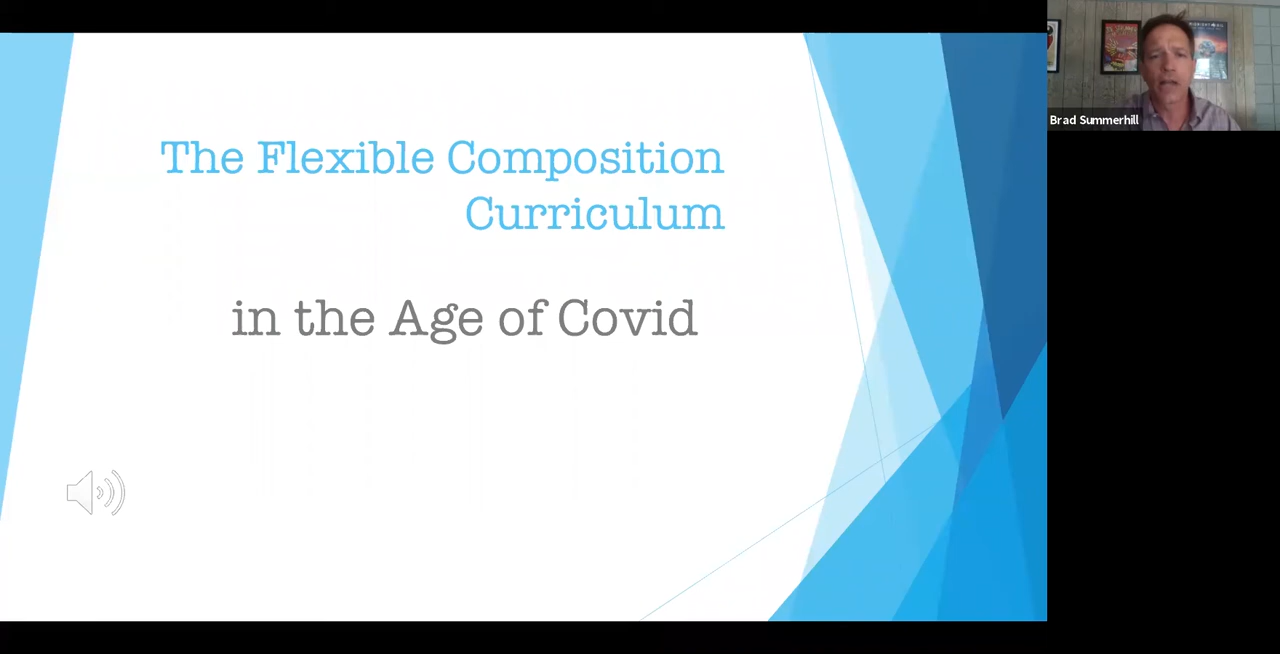 The Flexible Composition
Curriculum
in the Age of Covid
Brad Summerhill